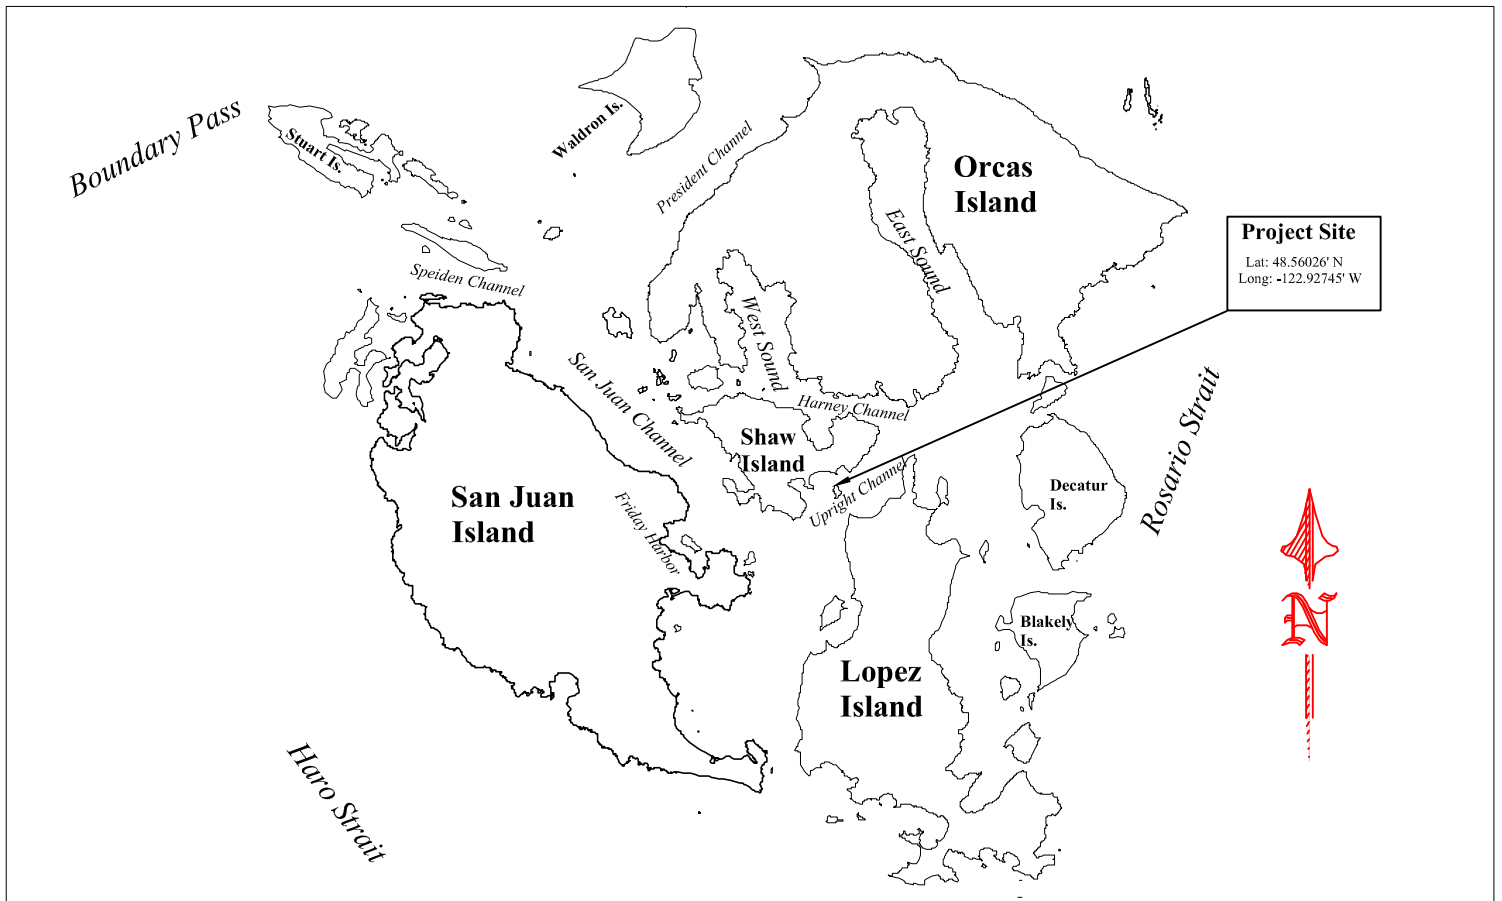 Boundary Pass
Stuart Is.
Waldron Is.
President Channel
Orcas
Island
East Sound
Project Site
Lat: 48.56026' N
Long: -122.92745' W
Speiden Channel
West Sound
San Juan Channel
Harney Channel
Shaw
Island
Rosario Strait
Upright Channel
Decatur
Is.
San Juan
Island
Friday Harbor
N
Blakely
Is.
Lopez
Island
Haro Strait